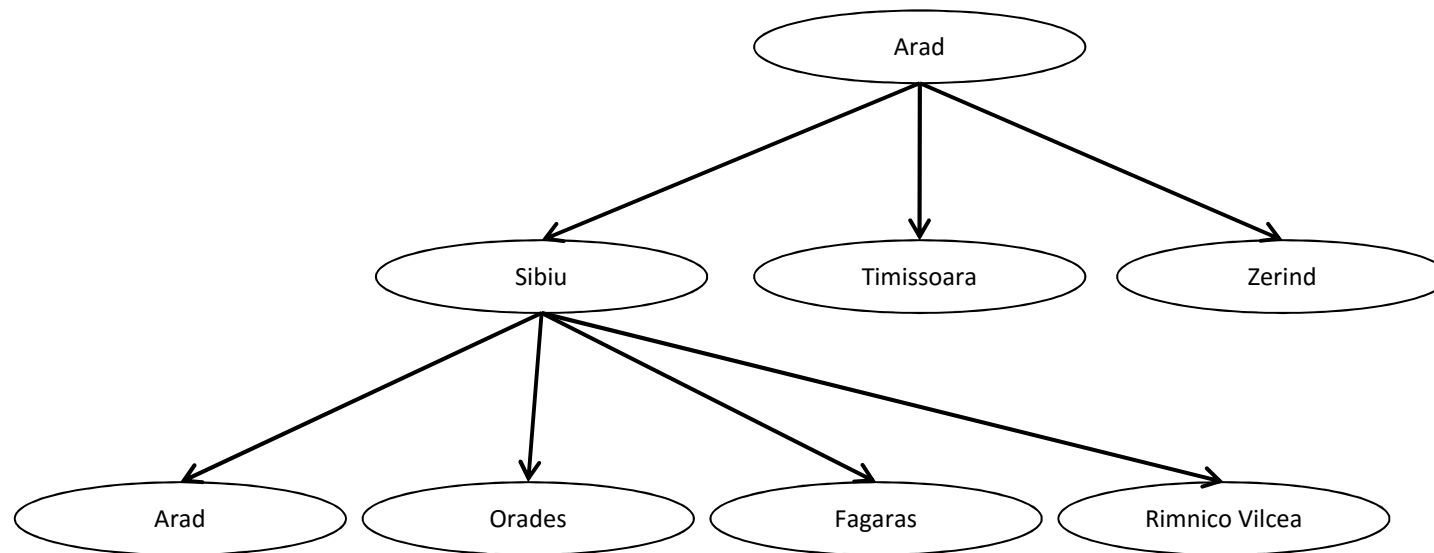 Arad
Sibiu
Timissoara
Zerind
Arad
Orades
Fagaras
Rimnico Vilcea